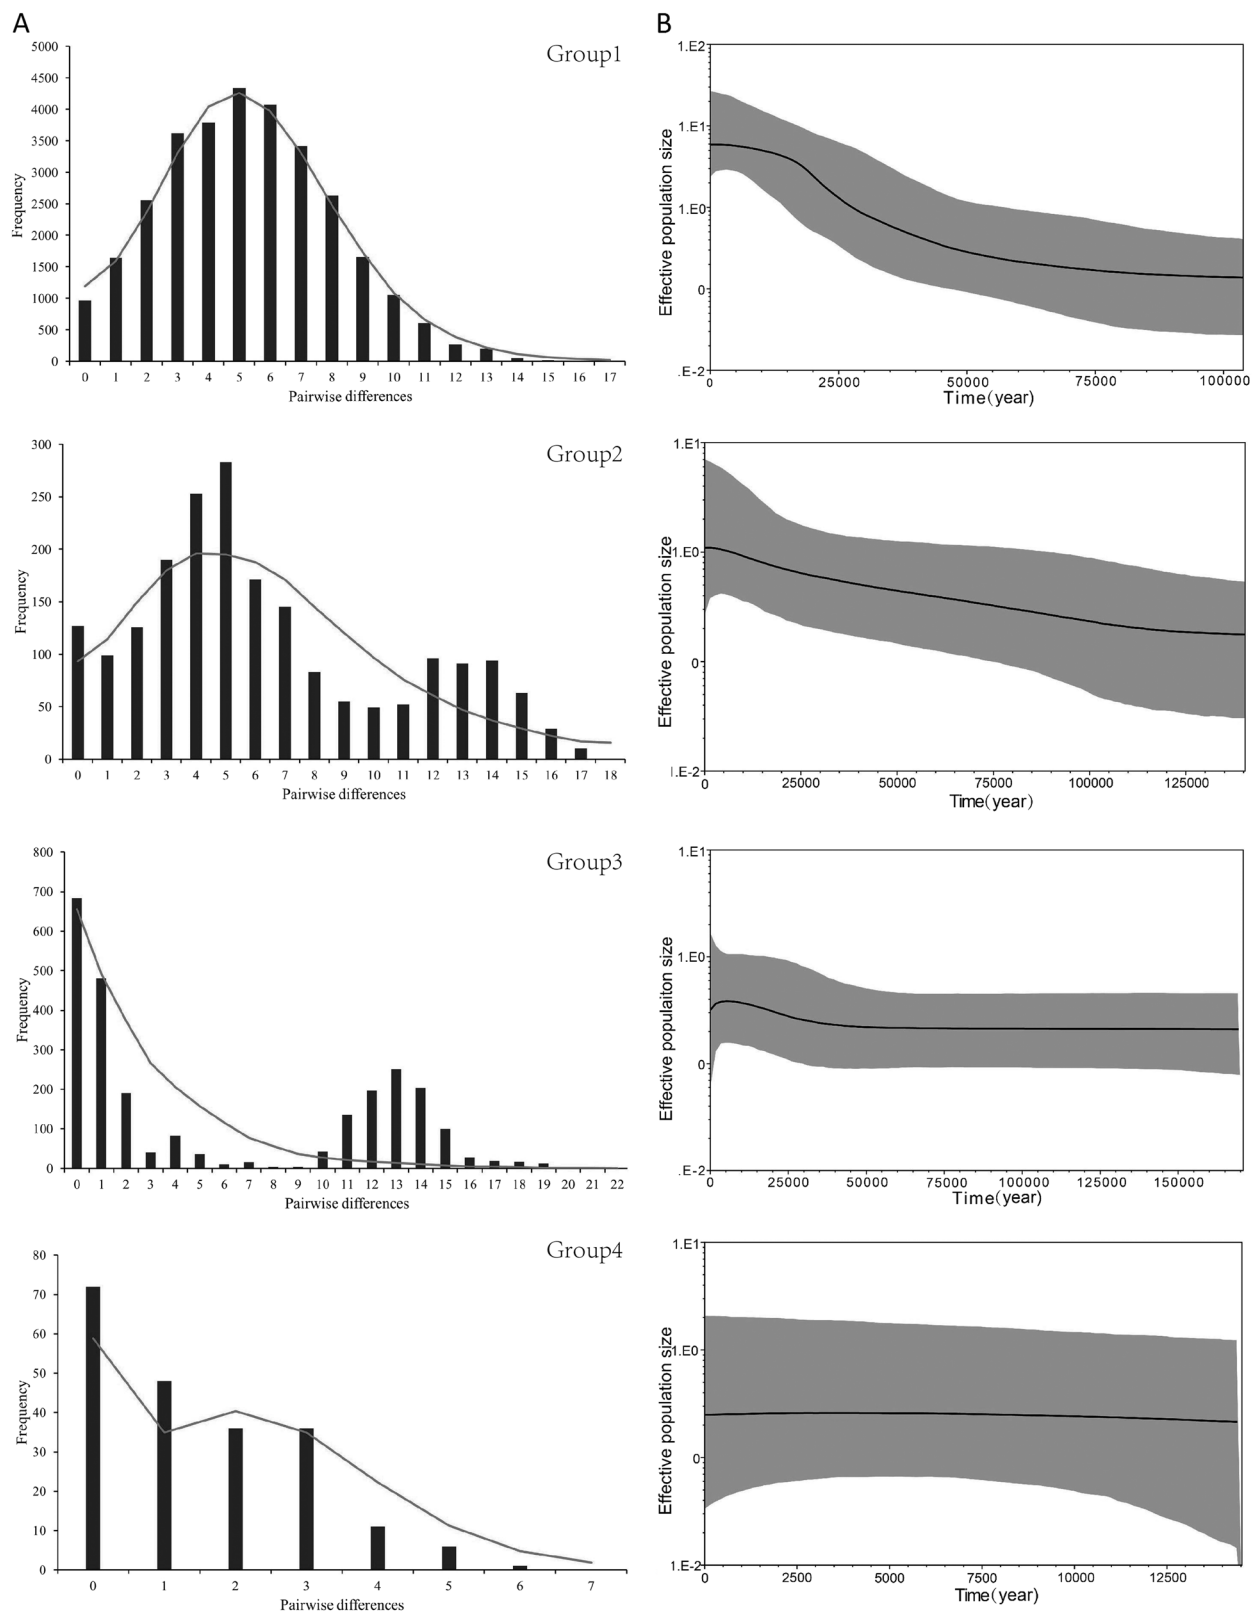 A
B
Group1
5000
4500
4000
3500
3000
2500
2000
1500
1000
500
0
Frequency
0 1 2 3 4 5 6 7 8 9 10 11 12 13 14 15 16 17
Pairwise differences
1.E2
1.E1
1.E0
0
.E-2
Effective population size
0 25000 50000 75000 100000
Time(year)
Group2
300
250
200
150
100
50
0
Frequency
0 1 2 3 4 5 6 7 8 9 10 11 12 13 14 15 16 17 18
Pairwise differences
1.E1
1.E0
0
.E-2
Effective population size
0 25000 50000 75000 100000 125000
Time(year)
Group3
800
700
600
500
400
300
200
100
0
Frequency
0 1 2 3 4 5 6 7 8 9 10 11 12 13 14 15 16 17 18 19 20 21 22
Pairwise differences
1.E1
1.E0
0
.E-2
Effective populaiton size
0 25000 50000 75000 100000 125000 150000
Time(year)
Group4
80
70
60
50
40
30
20
10
0
Frequency
0 1 2 3 4 5 6 7
Pairwise differences
1.E1
1.E0
0
1.E-2
Effective population size
0 2500 5000 7500 10000 12500
Time(year)